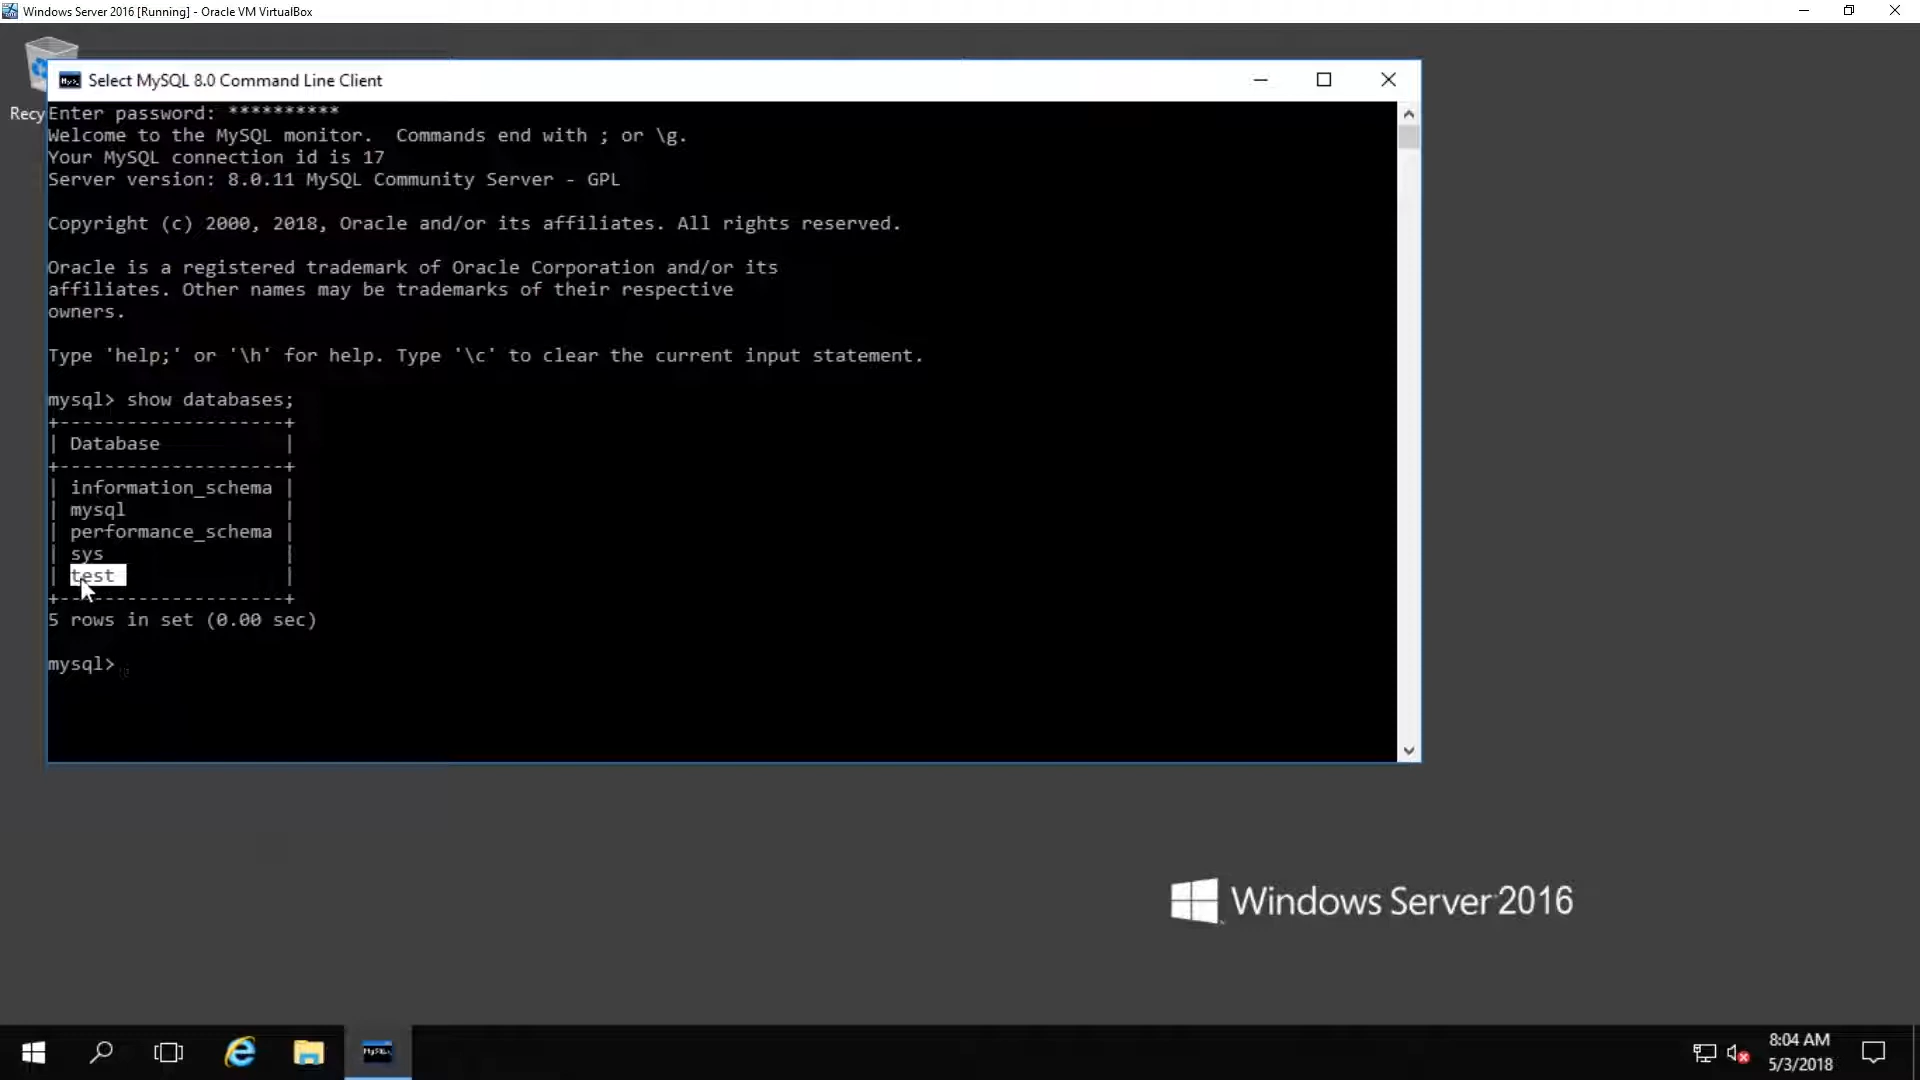 Windows Server 2016 [Running] - Oracle VM VirtualBox
Select MySQL 8.0 Command Line Client
Recy
Enter password: **********
Welcome to the MySQL monitor.  Commands end with ; or \g.
Your MySQL connection id is 17
Server version: 8.0.11 MySQL Community Server - GPL
Copyright (c) 2000, 2018, Oracle and/or its affiliates. All rights reserved.
Oracle is a registered trademark of Oracle Corporation and/or its
affiliates. Other names may be trademarks of their respective
owners.
Type 'help;' or '\h' for help. Type '\c' to clear the current input statement.
mysql> show databases;
+--------------------+
| Database           |
+--------------------+
| information_schema |
| mysql              |
| performance_schema |
| sys                |
| test               |
+--------------------+
5 rows in set (0.00 sec)
mysql>
Windows Server 2016
8:04 AM
5/3/2018